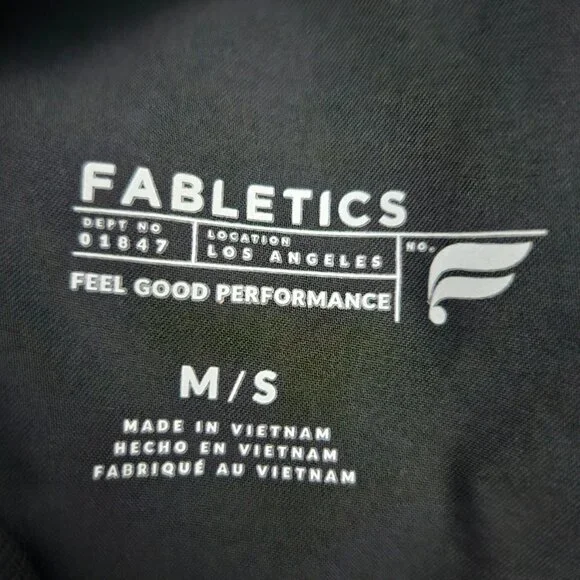 FABLETICS
DEPT NO
01847
LOCATION
LOS ANGELES
NO.
FEEL GOOD PERFORMANCE
M/S
MADE IN VIETNAM
HECHO EN VIETNAM
FABRIQUÉ AU VIETNAM